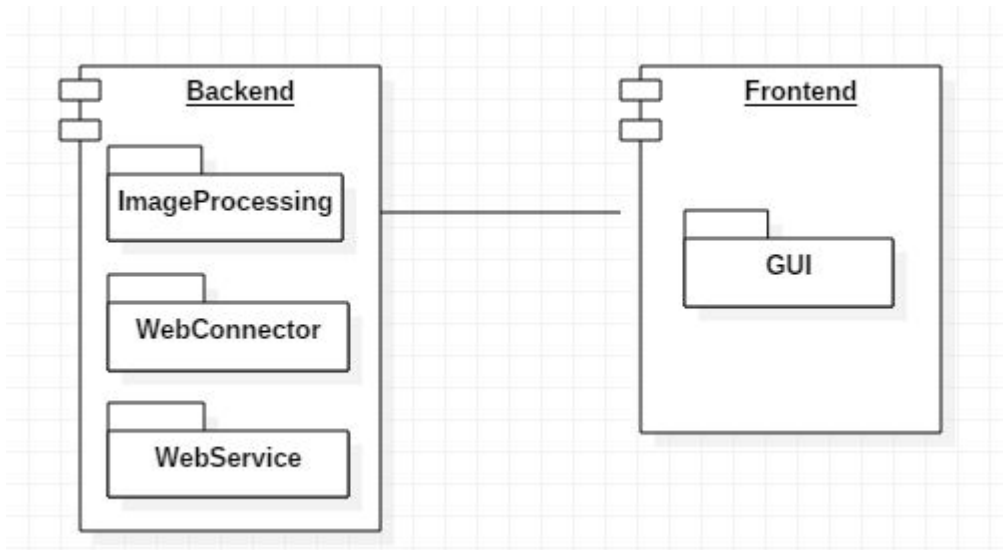 Backend
ImageProcessing
WebConnector
WebService
Frontend
GUI